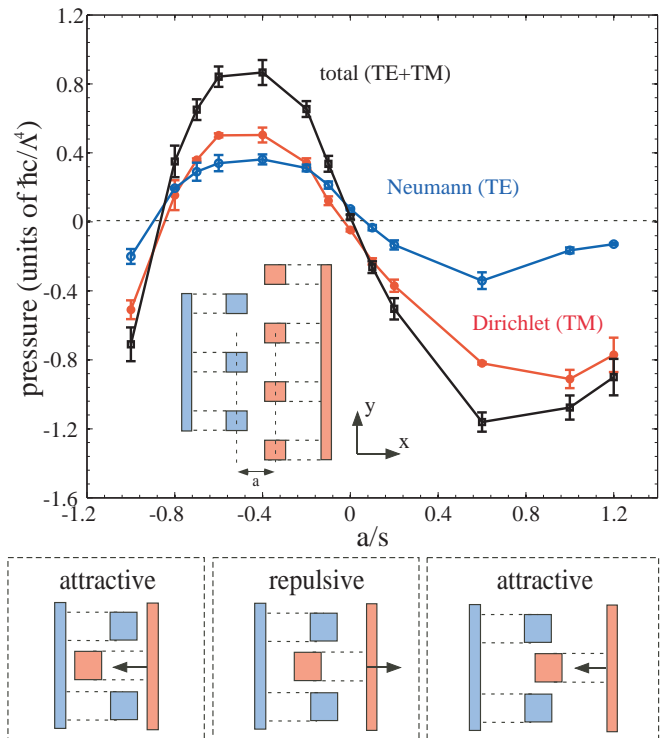 1.2
0.8
0.4
0
-0.4
-0.8
-1.2
-1.6
pressure (units of ℏc/Λ⁴)
total (TE+TM)
Neumann (TE)
Dirichlet (TM)
y
x
a
-1.2 -0.8 -0.4 0 0.4 0.8 1.2
a/s
attractive
repulsive
attractive